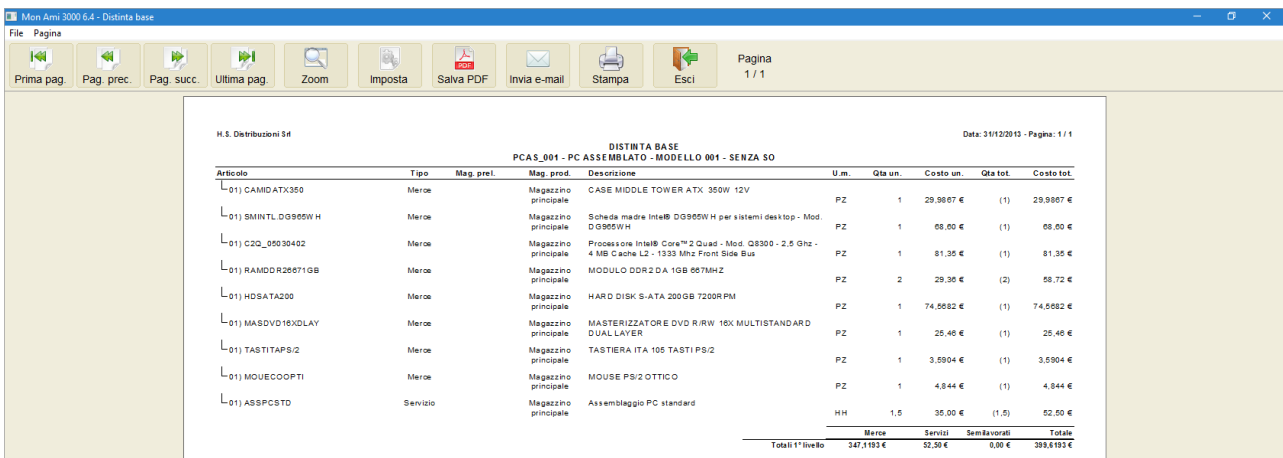 Mon Ami 3000 6.4 - Distinta base
File Pagina
Prima pag. Pag. prec. Pag. succ. Ultima pag. Zoom Imposta Salva PDF Invia e-mail Stampa Esci Pagina
1 / 1
H.S. Distribuzioni Srl Data: 31/12/2013 - Pagina: 1 / 1
DISTINTA BASE
PCAS_001 - PC ASSEMBLATO - MODELLO 001 - SENZA SO
Articolo Tipo Mag. prel. Mag. prod. Descrizione U.m. Qta un. Costo un. Qta tot. Costo tot.
01) CAMIDATX350 Merce Magazzino CASE MIDDLE TOWER ATX 350W 12V
principale PZ 1 29,9867 € (1) 29,9867 €
01) SMINTL.DG965WH Merce Magazzino Scheda madre Intel® DG965WH per sistemi desktop - Mod.
principale DG965WH PZ 1 68,60 € (1) 68,60 €
01) C2Q_05030402 Merce Magazzino Processore Intel® Core™ 2 Quad - Mod. Q8300 - 2,5 Ghz -
principale 4 MB Cache L2 - 1333 Mhz Front Side Bus PZ 1 81,35 € (1) 81,35 €
01) RAMDDR26671GB Merce Magazzino MODULO DDR2 DA 1GB 667MHZ
principale PZ 2 29,36 € (2) 58,72 €
01) HDSATA200 Merce Magazzino HARD DISK S-ATA 200GB 7200RPM
principale PZ 1 74,5682 € (1) 74,5682 €
01) MASDVD16XDLAY Merce Magazzino MASTERIZZATORE DVD R/RW 16X MULTISTANDARD
principale DUAL LAYER PZ 1 25,46 € (1) 25,46 €
01) TASTITAPS/2 Merce Magazzino TASTIERA ITA 105 TASTI PS/2
principale PZ 1 3,5904 € (1) 3,5904 €
01) MOUECOOPTI Merce Magazzino MOUSE PS/2 OTTICO
principale PZ 1 4,844 € (1) 4,844 €
01) ASSPCSTD Servizio Magazzino Assemblaggio PC standard
principale HH 1,5 35,00 € (1,5) 52,50 €
Merce Servizi Semilavorati Totale
Totali 1° livello 347,1193 € 52,50 € 0,00 € 399,6193 €